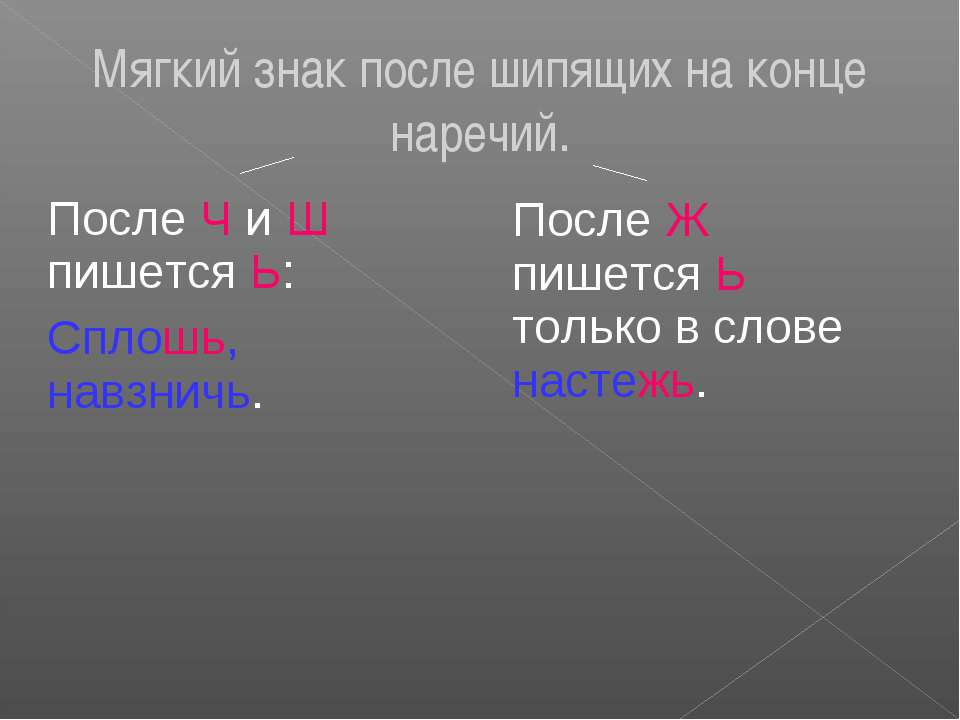 Мягкий знак после шипящих на конце
наречий.
После Ч и Ш
пишется Ь:
Сплошь,
навзничь.
После Ж
пишется Ь
только в слове
настежь.